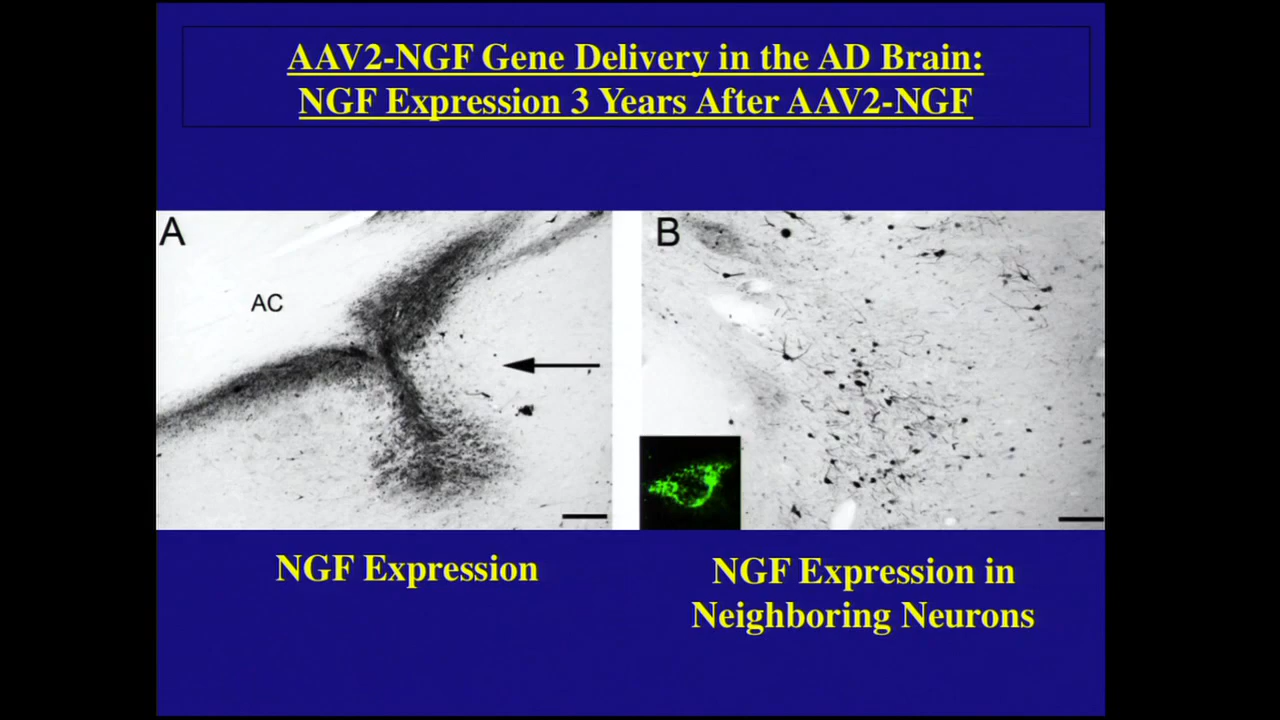 AAV2-NGF Gene Delivery in the AD Brain:
NGF Expression 3 Years After AAV2-NGF
A
AC
B
NGF Expression
NGF Expression in
Neighboring Neurons